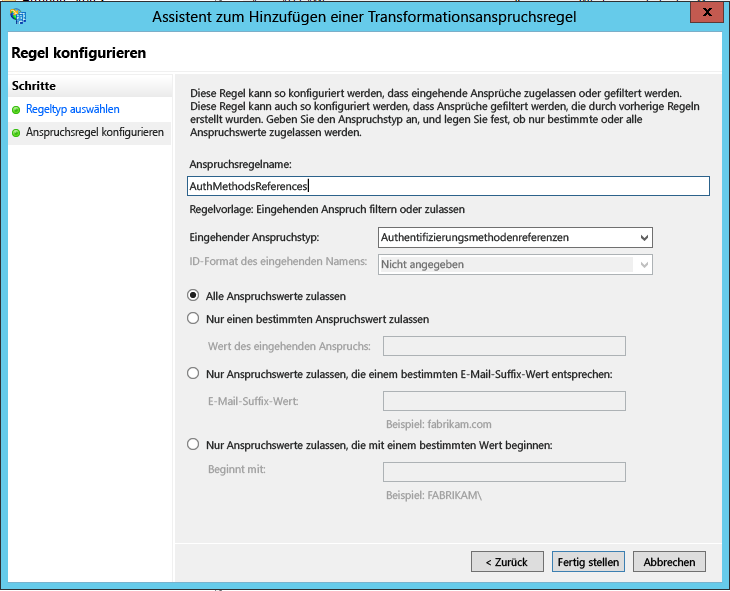 Assistent zum Hinzufügen einer Transformationsanspruchsregel
X
Regel konfigurieren
Schritte
Regeltyp auswählen
Anspruchsregel konfigurieren
Diese Regel kann so konfiguriert werden, dass eingehende Ansprüche zugelassen oder gefiltert werden.
Diese Regel kann auch so konfiguriert werden, dass Ansprüche gefiltert werden, die durch vorherige Regeln
erstellt wurden. Geben Sie den Anspruchstyp an, und legen Sie fest, ob nur bestimmte oder alle
Anspruchswerte zugelassen werden.
Anspruchsregelname:
AuthMethodsReferences
Regelvorlage: Eingehenden Anspruch filtern oder zulassen
Eingehender Anspruchstyp: Authentifizierungsmethodenreferenzen
ID-Format des eingehenden Namens: Nicht angegeben
Alle Anspruchswerte zulassen
Nur einen bestimmten Anspruchswert zulassen
Wert des eingehenden Anspruchs:
Nur Anspruchswerte zulassen, die einem bestimmten E-Mail-Suffix-Wert entsprechen:
E-Mail-Suffix-Wert:
Beispiel: fabrikam.com
Nur Anspruchswerte zulassen, die mit einem bestimmten Wert beginnen:
Beginnt mit:
Beispiel: FABRIKAM\
< Zurück Fertig stellen Abbrechen